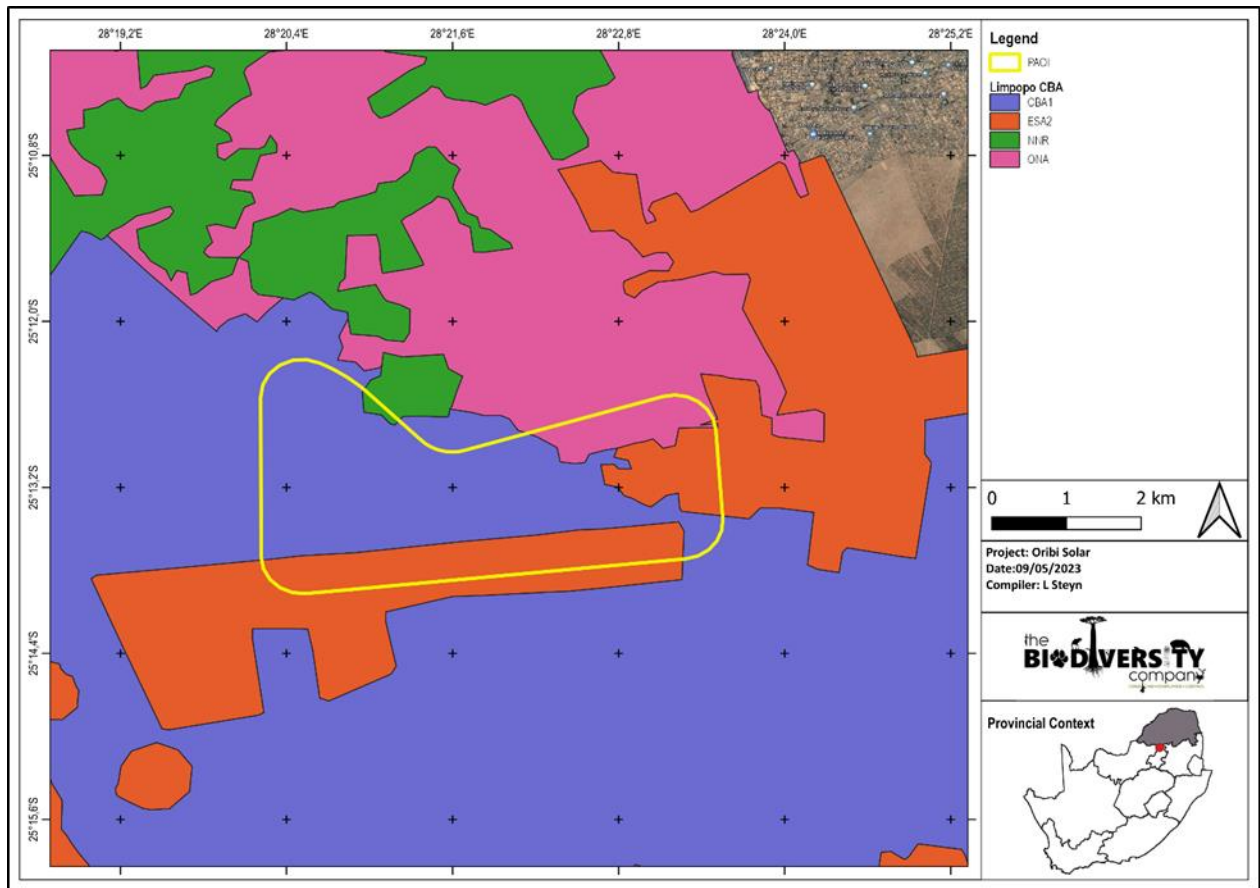 28°19,2'E 28°20,4'E 28°21,6'E 28°22,8'E 28°24,0'E 28°25,2'E
25°10,8'S
25°12,0'S
25°13,2'S
25°14,4'S
25°15,6'S
Legend
PAOI
Limpopo CBA
CBA1
ESA2
NNR
ONA
0 1 2 km
Project: Oribi Solar
Date:09/05/2023
Compiler: L Steyn
the
BIODIVERSITY
company
Provincial Context